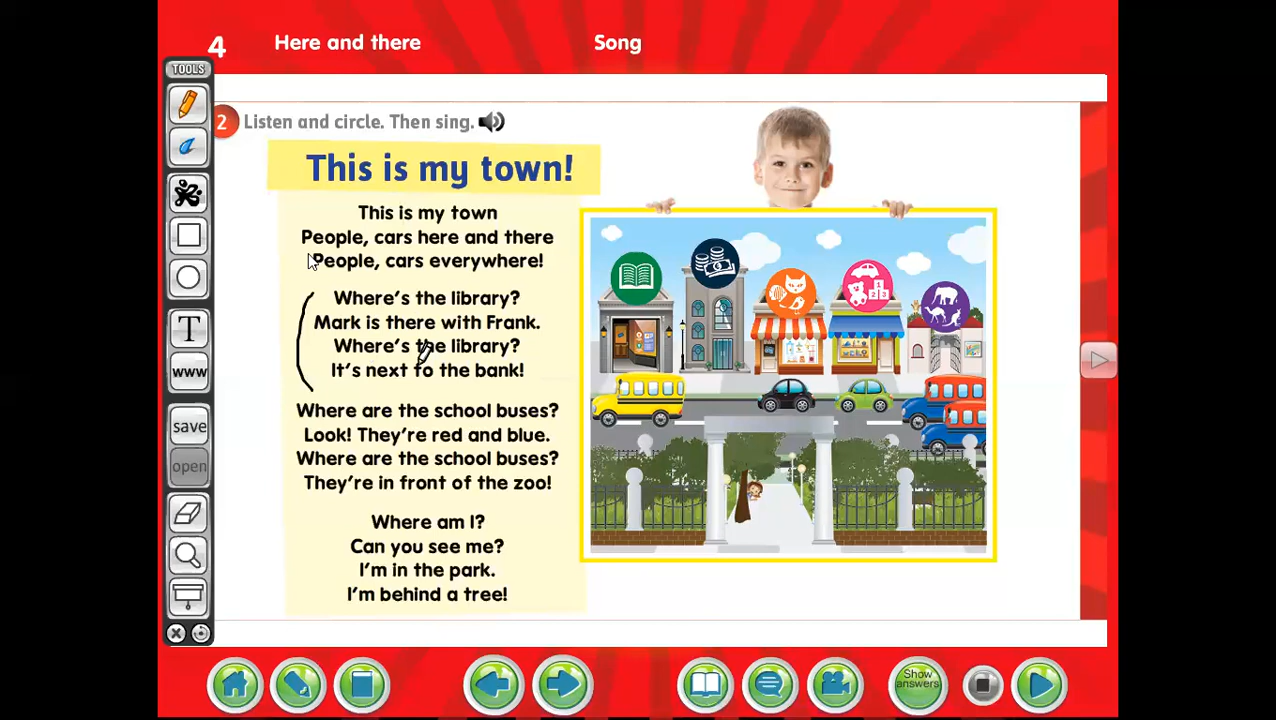 4 Here and there Song
TOOLS
2 Listen and circle. Then sing.
This is my town!
This is my town
People, cars here and there
People, cars everywhere!
Where's the library?
Mark is there with Frank.
Where's the library?
It's next to the bank!
Where are the school buses?
Look! They're red and blue.
Where are the school buses?
They're in front of the zoo!
Where am I?
Can you see me?
I'm in the park.
I'm behind a tree!
T
www
save
open
Show
answers